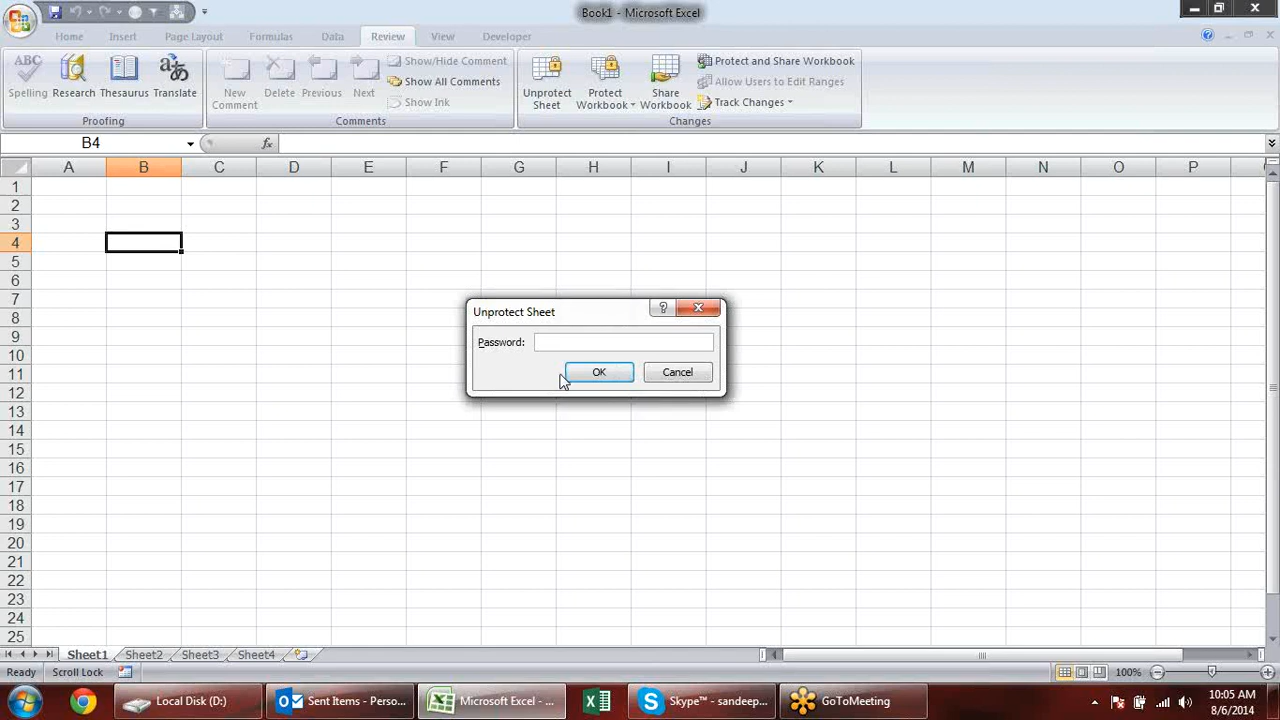 Book1 - Microsoft Excel
Home Insert Page Layout Formulas Data Review View Developer
ABC Spelling Research Thesaurus Translate
Proofing
New Comment Delete Previous Next
Show/Hide Comment
Show All Comments
Show Ink
Comments
Unprotect Sheet Protect Workbook Share Workbook
Protect and Share Workbook
Allow Users to Edit Ranges
Track Changes
Changes
B4 fx
A B C D E F G H I J K L M N O P
1
2
3
4
5
6
7
8
9
10
11
12
13
14
15
16
17
18
19
20
21
22
23
24
25
Unprotect Sheet ?
Password:
OK Cancel
Sheet1 Sheet2 Sheet3 Sheet4
Ready Scroll Lock 100%
Local Disk (D:) Sent Items - Perso... Microsoft Excel - ... Skype™ - sandeep... GoToMeeting 10:05 AM
8/6/2014